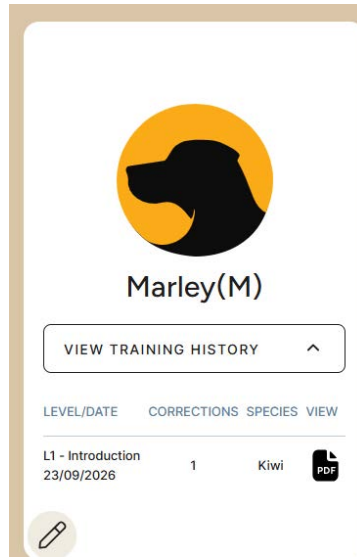 Marley(M)
VIEW TRAINING HISTORY
LEVEL/DATE CORRECTIONS SPECIES VIEW
L1 - Introduction
23/09/2026 1 Kiwi PDF